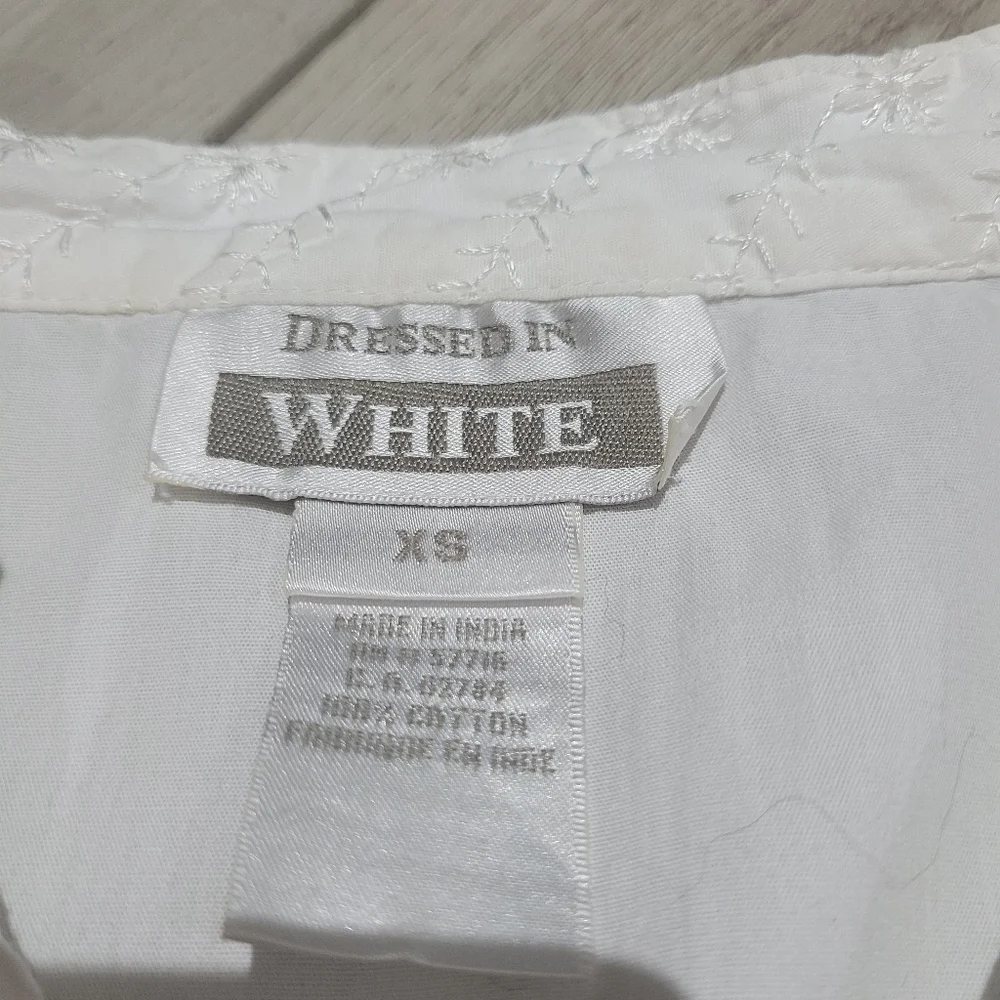 DRESSED IN
WHITE
XS
MADE IN INDIA
RN # 57716
C. A. 02784
100% COTTON
FABRIQUE EN INDE